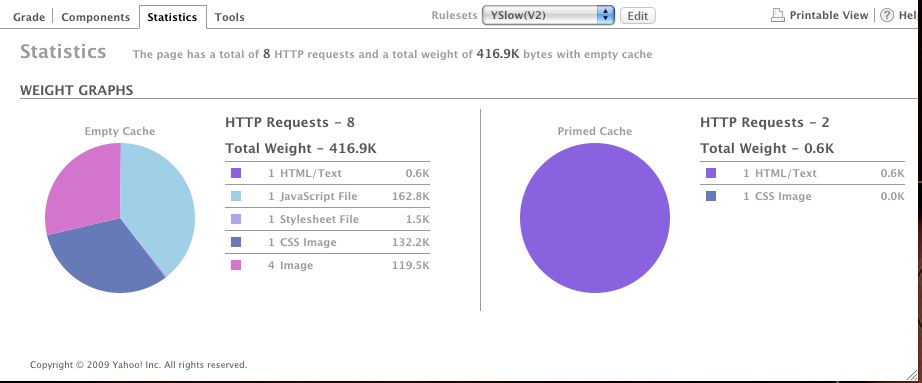 Grade Components Statistics Tools Rulesets YSlow(V2) Edit Printable View ? Hel
Statistics The page has a total of 8 HTTP requests and a total weight of 416.9K bytes with empty cache
WEIGHT GRAPHS
Empty Cache
HTTP Requests - 8
Total Weight - 416.9K
1 HTML/Text 0.6K
1 JavaScript File 162.8K
1 Stylesheet File 1.5K
1 CSS Image 132.2K
4 Image 119.5K
Primed Cache
HTTP Requests - 2
Total Weight - 0.6K
1 HTML/Text 0.6K
1 CSS Image 0.0K
Copyright © 2009 Yahoo! Inc. All rights reserved.